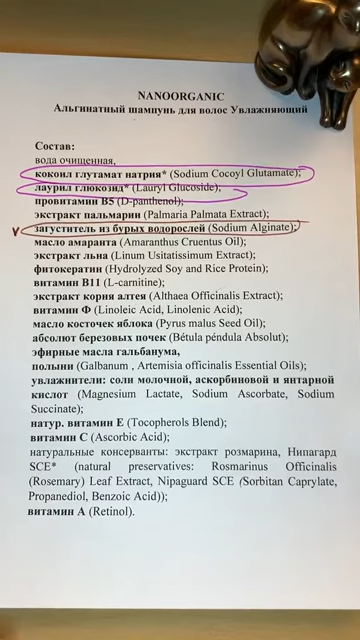 NANOORGANIC
Альгинатный шампунь для волос Увлажняющий
Состав:
вода очищенная,
кокоил глутамат натрия* (Sodium Cocoyl Glutamate);
лаурил глюкозид* (Lauryl Glucoside);
провитамин В5 (D-panthenol);
экстракт пальмарии (Palmaria Palmata Extract);
загуститель из бурых водорослей (Sodium Alginate);
масло амаранта (Amaranthus Cruentus Oil);
экстракт льна (Linum Usitatissimum Extract);
фитокератин (Hydrolyzed Soy and Rice Protein);
витамин В11 (L-carnitine);
экстракт корня алтея (Althaea Officinalis Extract);
витамин Ф (Linoleic Acid, Linolenic Acid);
масло косточек яблока (Pyrus malus Seed Oil);
абсолют березовых почек (Bétula péndula Absolut);
эфирные масла гальбанума,
полыни (Galbanum , Artemisia officinalis Essential Oils);
увлажнители: соли молочной, аскорбиновой и янтарной
кислот (Magnesium Lactate, Sodium Ascorbate, Sodium
Succinate);
натур. витамин Е (Tocopherols Blend);
витамин С (Ascorbic Acid);
натуральные консерванты: экстракт розмарина, Нипагард
SCE* (natural preservatives: Rosmarinus Officinalis
(Rosemary) Leaf Extract, Nipaguard SCE (Sorbitan Caprylate,
Propanediol, Benzoic Acid));
витамин А (Retinol).